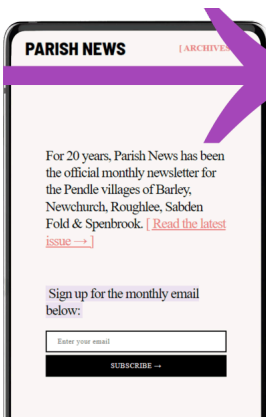 PARISH NEWS
[ ARCHIVES
For 20 years, Parish News has been
the official monthly newsletter for
the Pendle villages of Barley,
Newchurch, Roughlee, Sabden
Fold & Spenbrook. [ Read the latest
issue → ]
Sign up for the monthly email
below:
Enter your email
SUBSCRIBE →